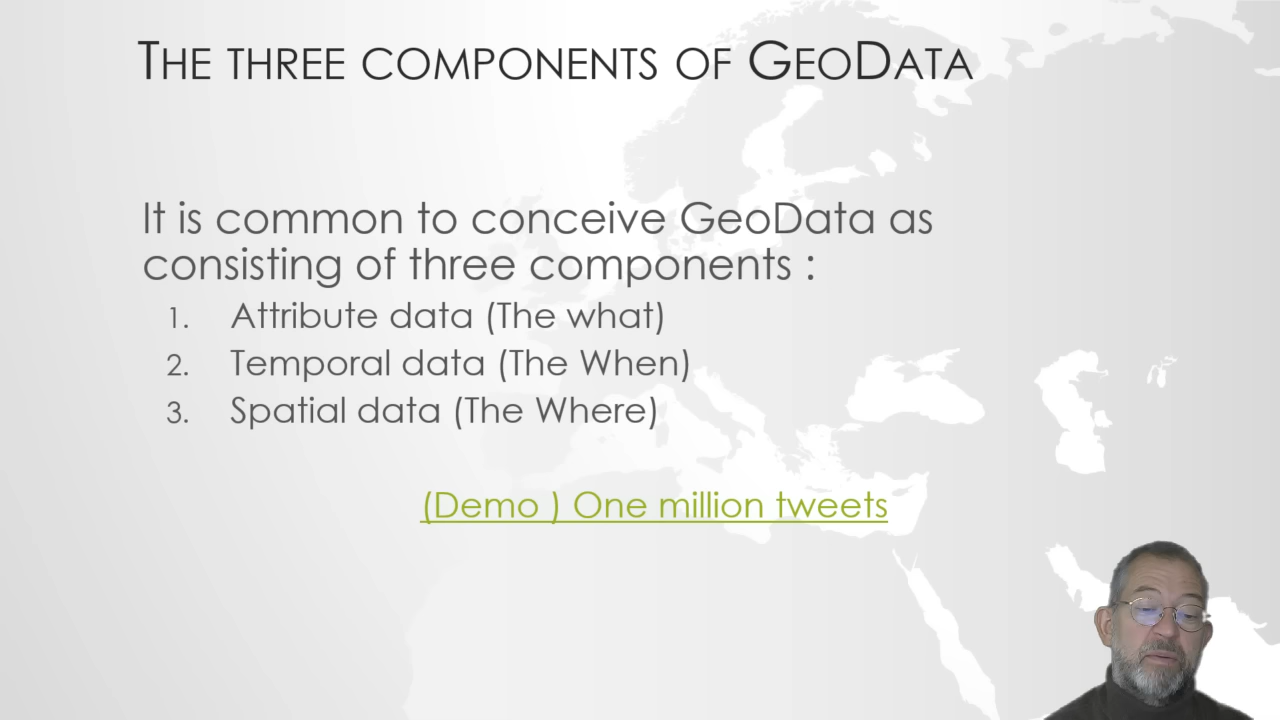 The three components of GeoData
It is common to conceive GeoData as
consisting of three components :
1. Attribute data (The what)
2. Temporal data (The When)
3. Spatial data (The Where)
(Demo ) One million tweets